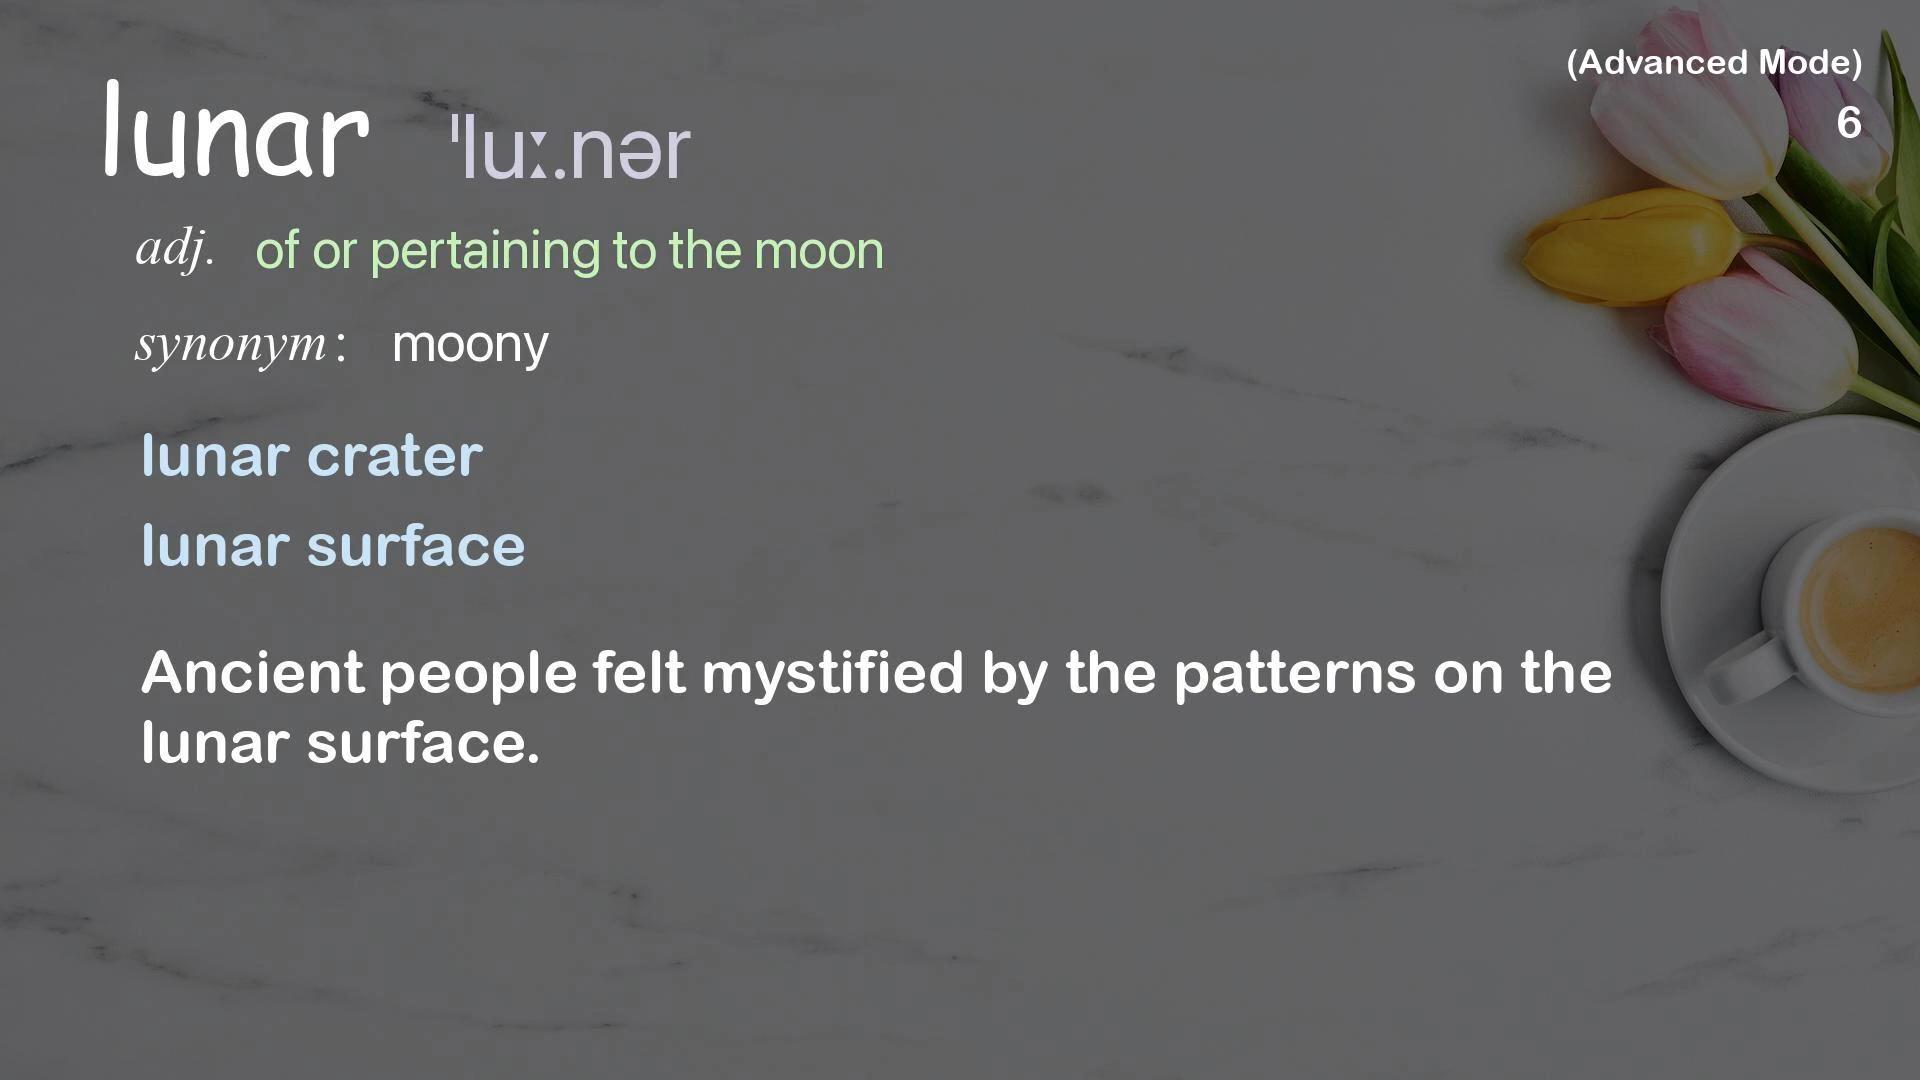 (Advanced Mode)
6
lunar ˈluː.nər
adj. of or pertaining to the moon
synonym : moony
lunar crater
lunar surface
Ancient people felt mystified by the patterns on the
lunar surface.